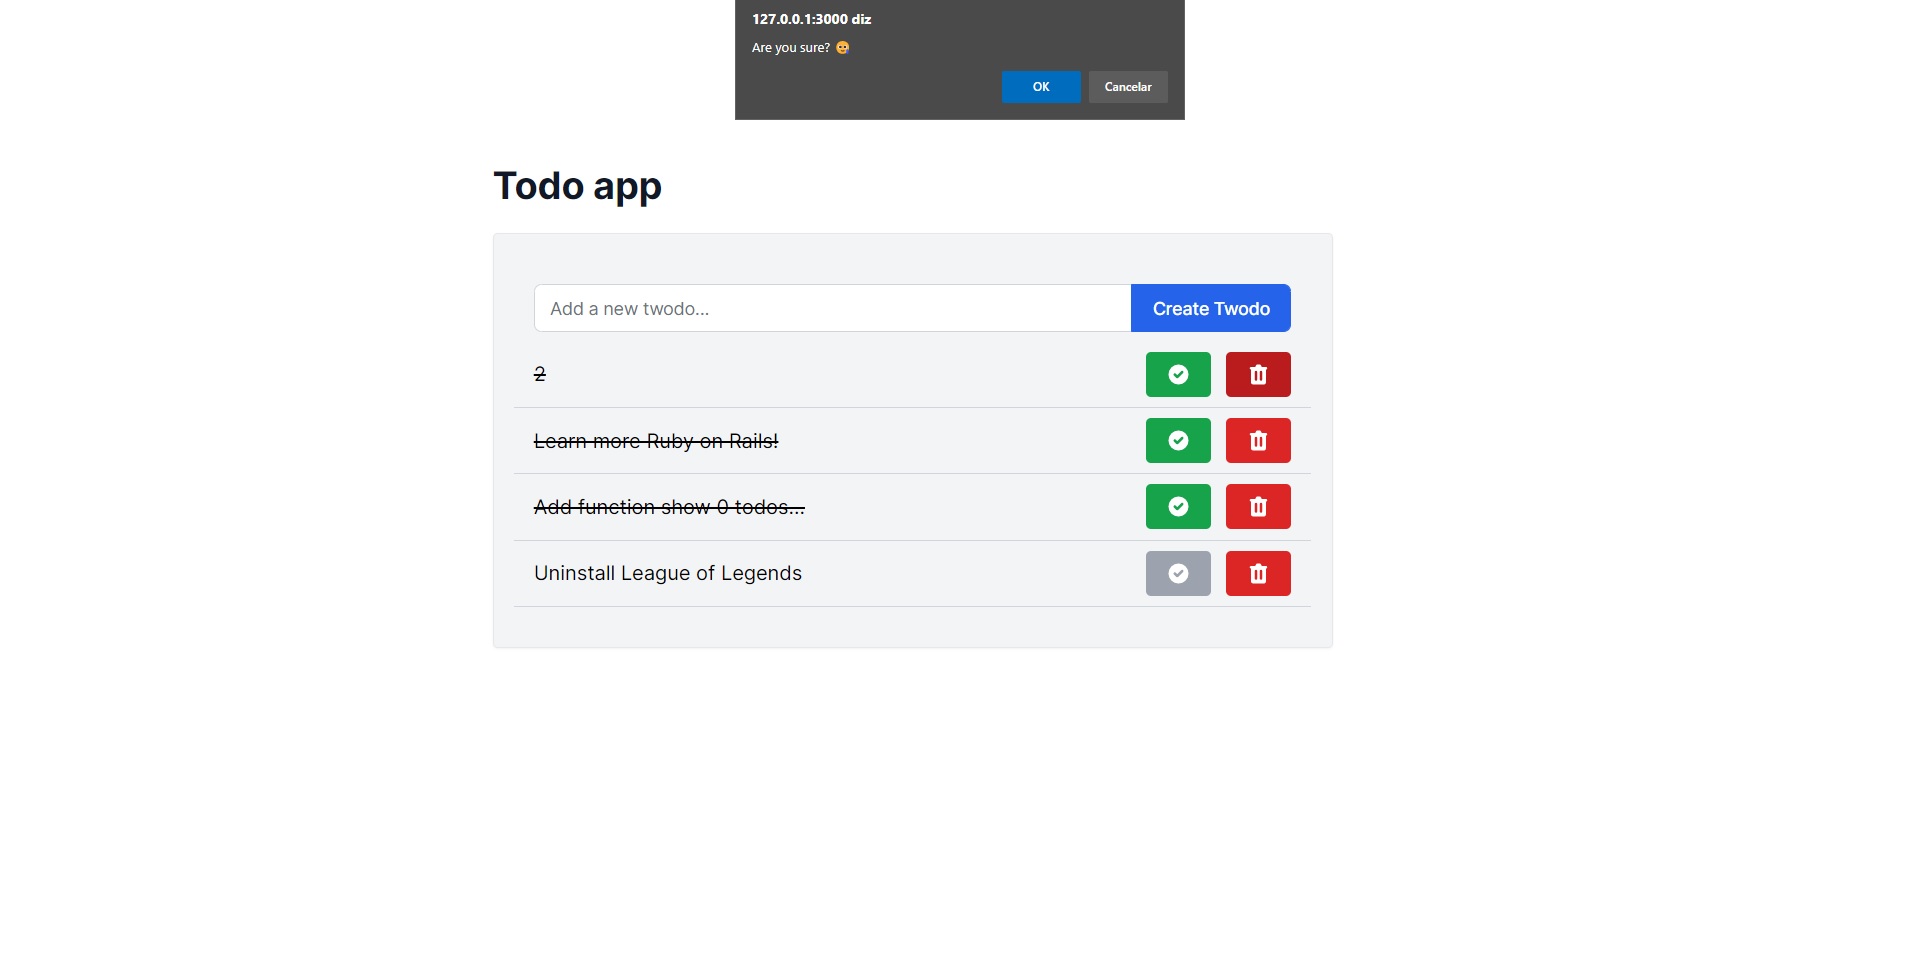 127.0.0.1:3000 diz
Are you sure? 🥲
OK Cancelar
Todo app
Add a new twodo...
Create Twodo
2
Learn more Ruby on Rails!
Add function show 0 todos...
Uninstall League of Legends